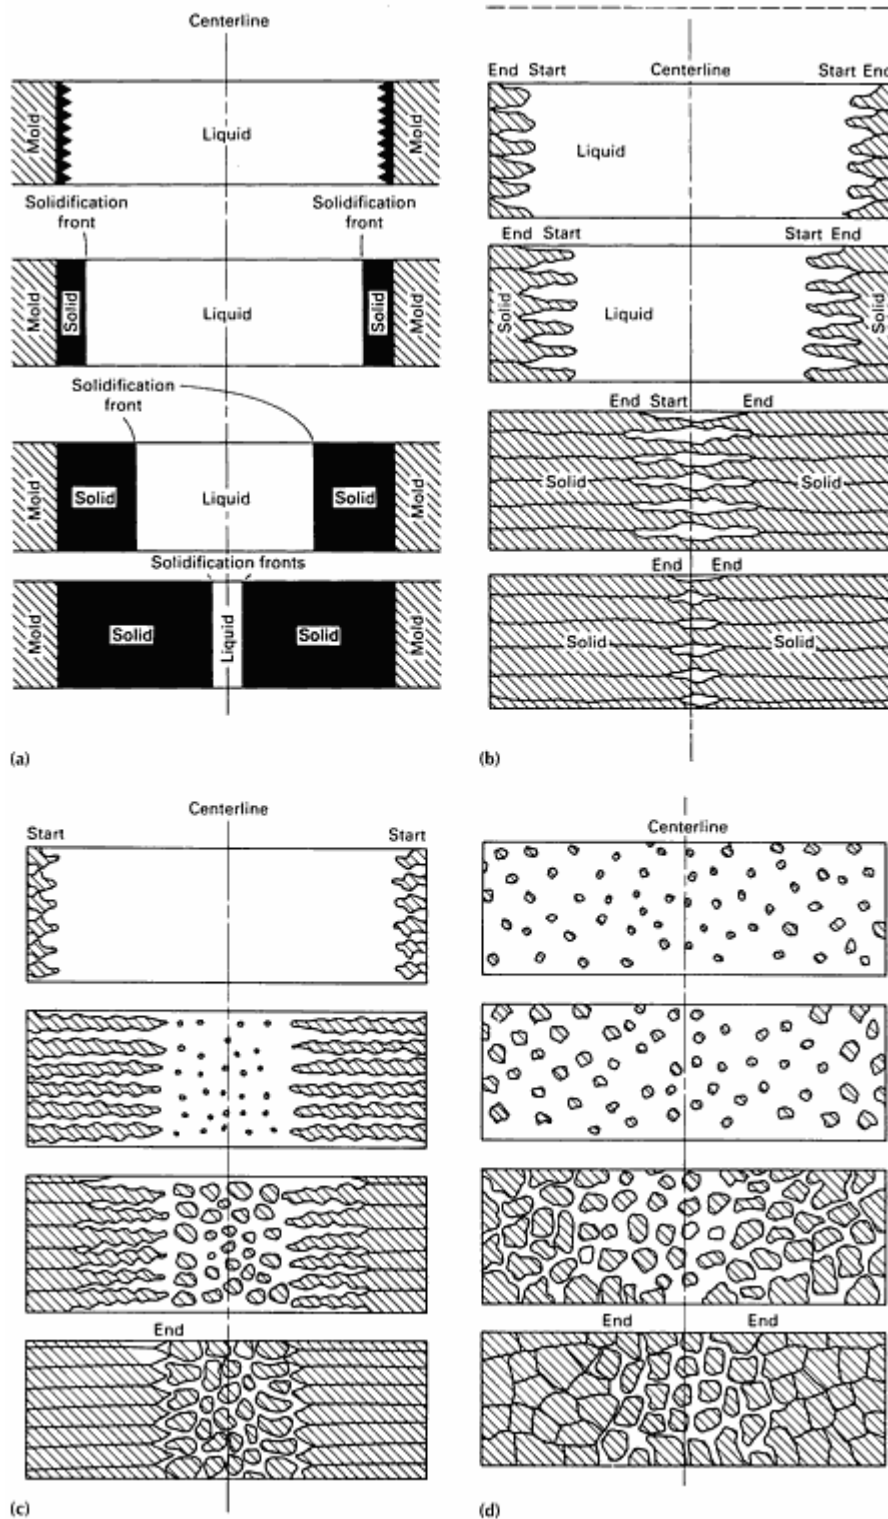 Centerline
Mold
Liquid
Mold
Solidification front
Solidification front
Mold
Solid
Liquid
Solid
Mold
Solidification front
Mold
Solid
Liquid
Solid
Mold
Solidification fronts
Mold
Solid
Liquid
Solid
Mold
(a)
End Start
Centerline
Start End
Liquid
End Start
Start End
Solid
Liquid
Solid
End Start
End
Solid
Solid
End
End
Solid
Solid
(b)
Centerline
Start
Start
End
(c)
Centerline
End
End
(d)